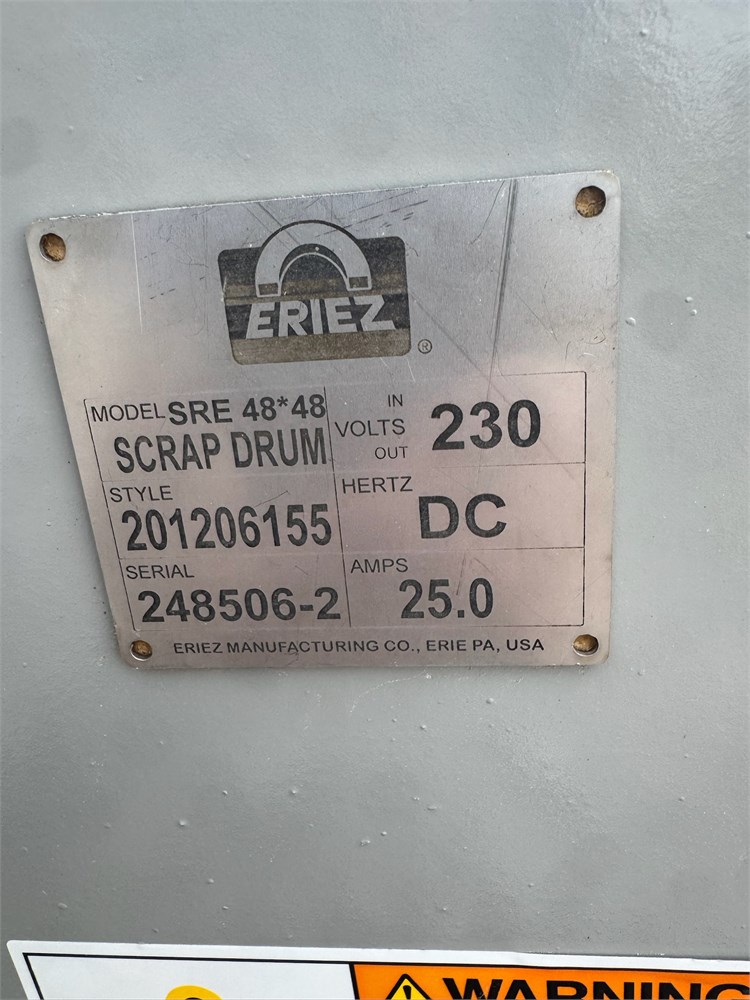 ERIEZ
®
MODEL SRE 48*48
SCRAP DRUM
IN
VOLTS 230
OUT
STYLE
201206155
HERTZ
DC
SERIAL
248506-2
AMPS
25.0
ERIEZ MANUFACTURING CO., ERIE PA, USA
WARNING